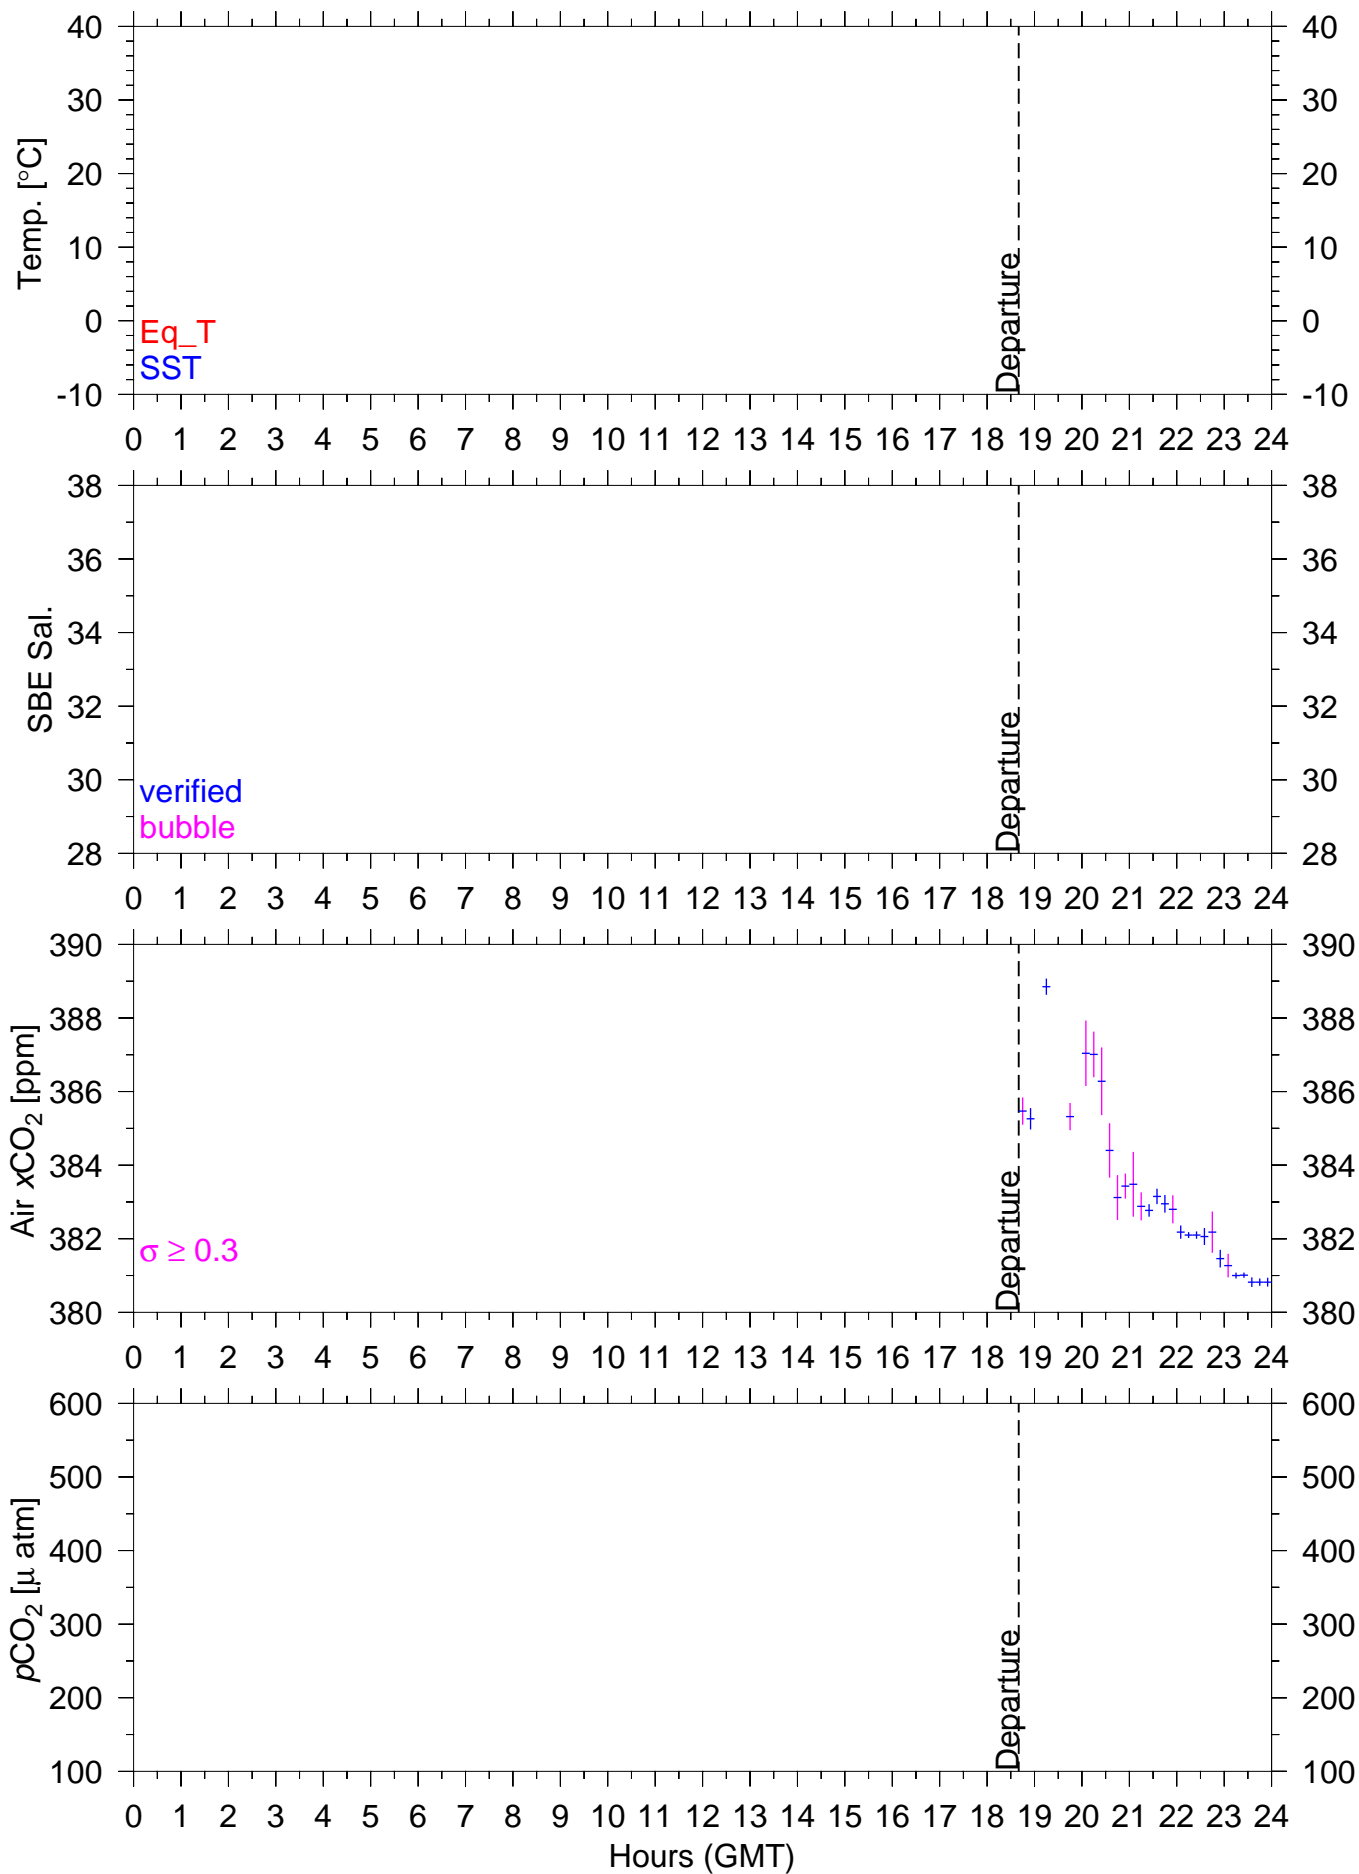 40 40
30 30
20 20
10 10
0 0
-10 -10
Temp. [°C]
Eq_T
SST
Departure
0 1 2 3 4 5 6 7 8 9 10 11 12 13 14 15 16 17 18 19 20 21 22 23 24
38 38
36 36
34 34
32 32
30 30
28 28
SBE Sal.
verified
bubble
Departure
0 1 2 3 4 5 6 7 8 9 10 11 12 13 14 15 16 17 18 19 20 21 22 23 24
390 390
388 388
386 386
384 384
382 382
380 380
Air xCO₂ [ppm]
σ ≥ 0.3
Departure
0 1 2 3 4 5 6 7 8 9 10 11 12 13 14 15 16 17 18 19 20 21 22 23 24
600 600
500 500
400 400
300 300
200 200
100 100
pCO₂ [μ atm]
Departure
0 1 2 3 4 5 6 7 8 9 10 11 12 13 14 15 16 17 18 19 20 21 22 23 24
Hours (GMT)